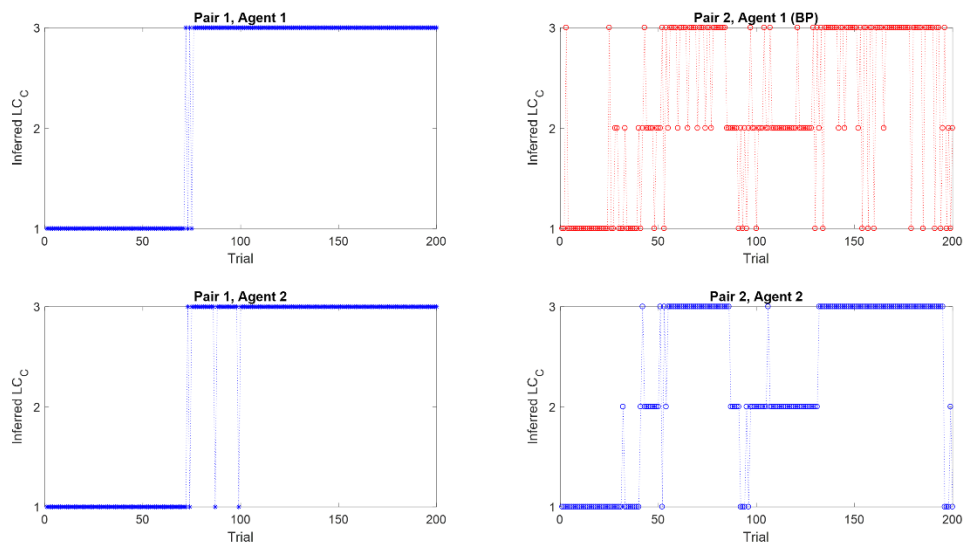 Pair 1, Agent 1
3
2
1
Inferred LC_C
0
50
100
150
200
Trial
Pair 2, Agent 1 (BP)
3
2
1
Inferred LC_C
0
50
100
150
200
Trial
Pair 1, Agent 2
3
2
1
Inferred LC_C
0
50
100
150
200
Trial
Pair 2, Agent 2
3
2
1
Inferred LC_C
0
50
100
150
200
Trial